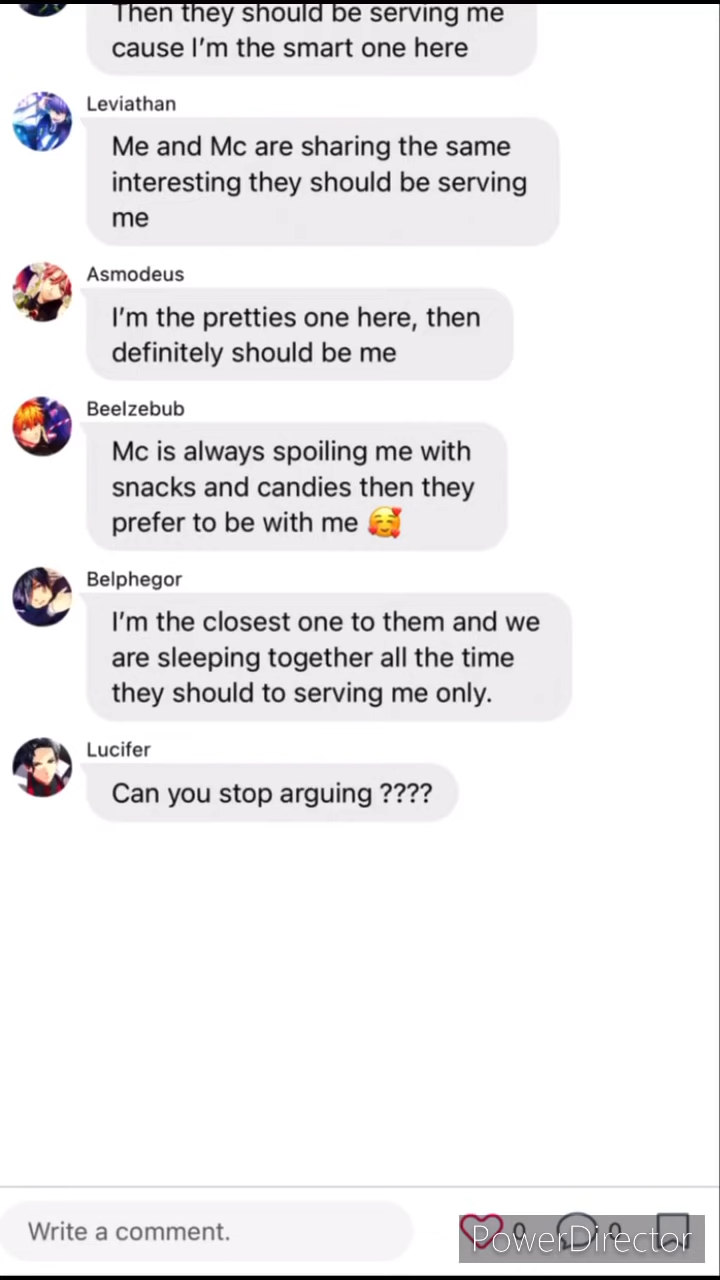 Then they should be serving me
cause I'm the smart one here
Leviathan
Me and Mc are sharing the same
interesting they should be serving
me
Asmodeus
I'm the pretties one here, then
definitely should be me
Beelzebub
Mc is always spoiling me with
snacks and candies then they
prefer to be with me 🥰
Belphegor
I'm the closest one to them and we
are sleeping together all the time
they should to serving me only.
Lucifer
Can you stop arguing ????
Write a comment.
0 0
PowerDirector